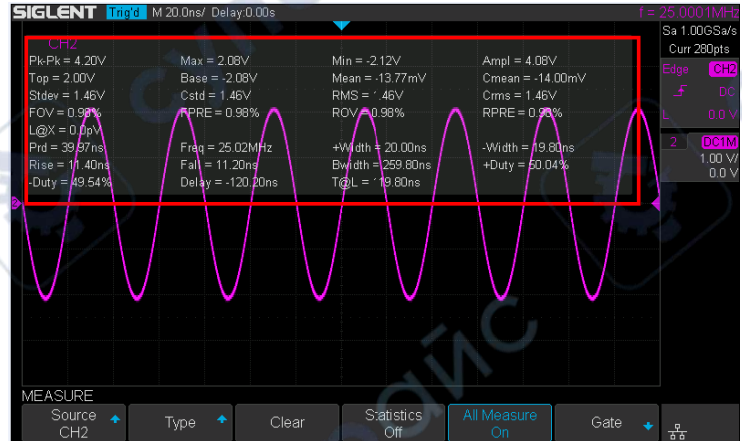 SIGLENT Trig'd M 20.0ns/ Delay:0.00s f = 25.0001MHz
Sa 1.00GSa/s
Curr 280pts
Edge CH2
DC
L 0.0 V
2 DC1M
1.00 V/
0.0 V
CH2
Pk-Pk = 4.20V Max = 2.08V Min = -2.12V Ampl = 4.08V
Top = 2.00V Base = -2.08V Mean = -13.77mV Cmean = -14.00mV
Stdev = 1.46V Cstd = 1.46V RMS = 1.46V Crms = 1.46V
FOV = 0.98% FPRE = 0.98% ROV = 0.98% RPRE = 0.98%
L@X = 0.0pV
Prd = 39.97ns Freq = 25.02MHz +Width = 20.00ns -Width = 19.80ns
Rise = 11.40ns Fall = 11.20ns Bwidth = 259.80ns +Duty = 50.04%
-Duty = 49.54% Delay = -120.20ns T@L = 119.80ns
2
MEASURE
Source CH2 Type Clear Statistics Off All Measure On Gate